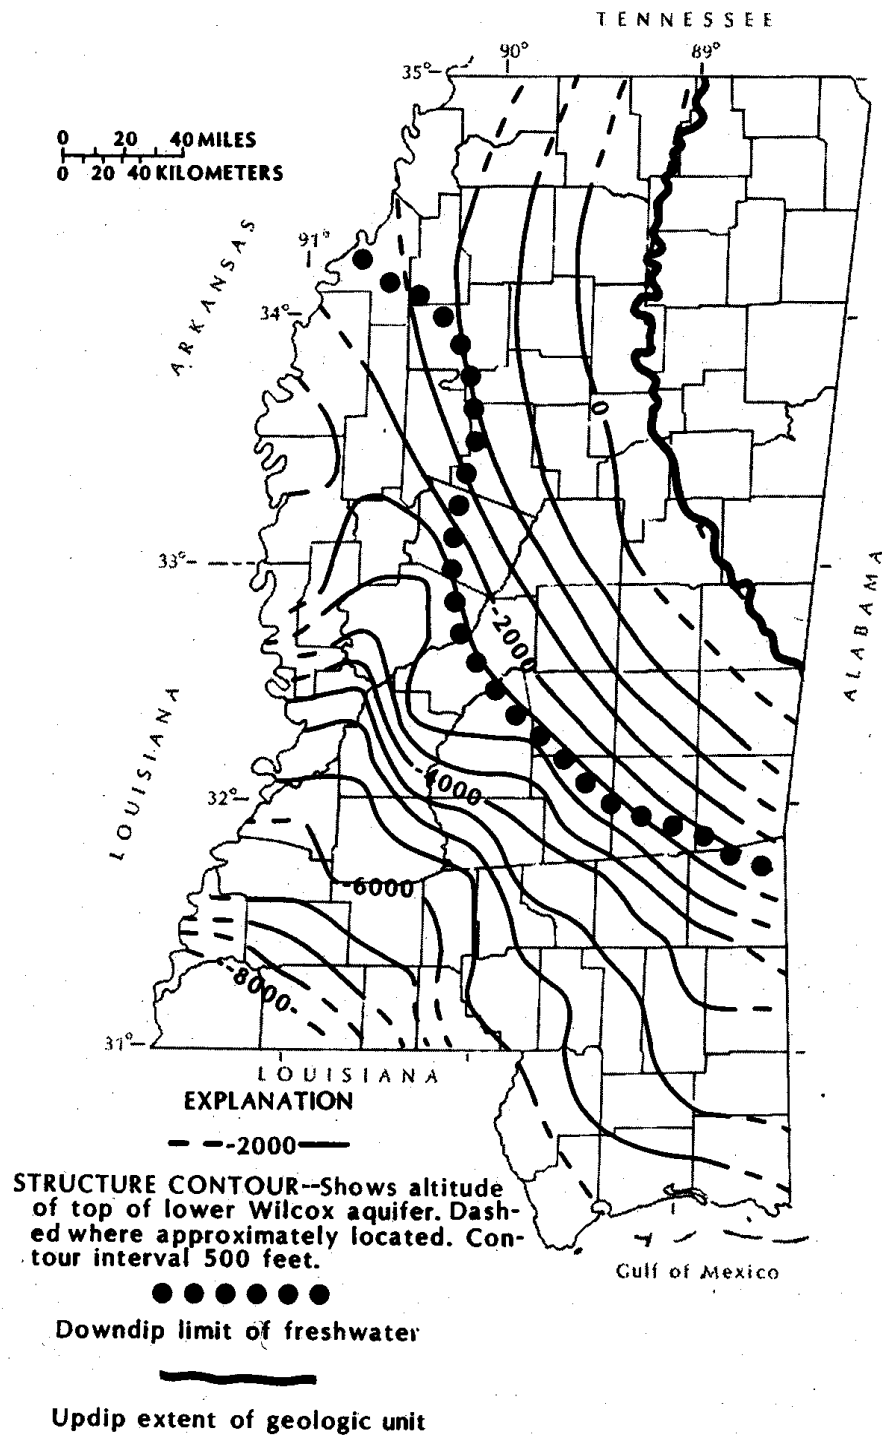 TENNESSEE
90°
89°
35°
0 20 40 MILES
0 20 40 KILOMETERS
ARKANSAS
91°
34°
0
33°
-2000
ALABAMA
LOUISIANA
32°
-4000
-6000
-8000-
31°
LOUISIANA
EXPLANATION
-2000
STRUCTURE CONTOUR--Shows altitude
of top of lower Wilcox aquifer. Dash-
ed where approximately located. Con-
tour interval 500 feet.
Gulf of Mexico
Downdip limit of freshwater
Updip extent of geologic unit